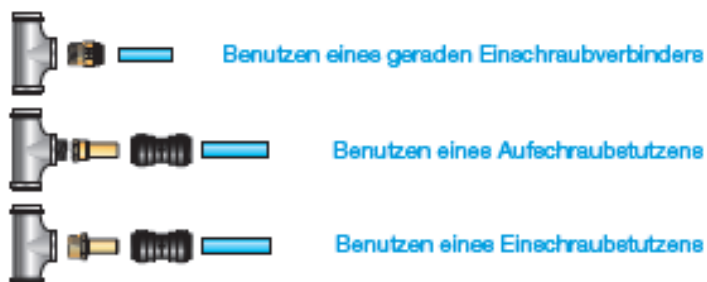 Benutzen eines geraden Einschraubverbinders
Benutzen eines Aufschraubstutzens
Benutzen eines Einschraubstutzens